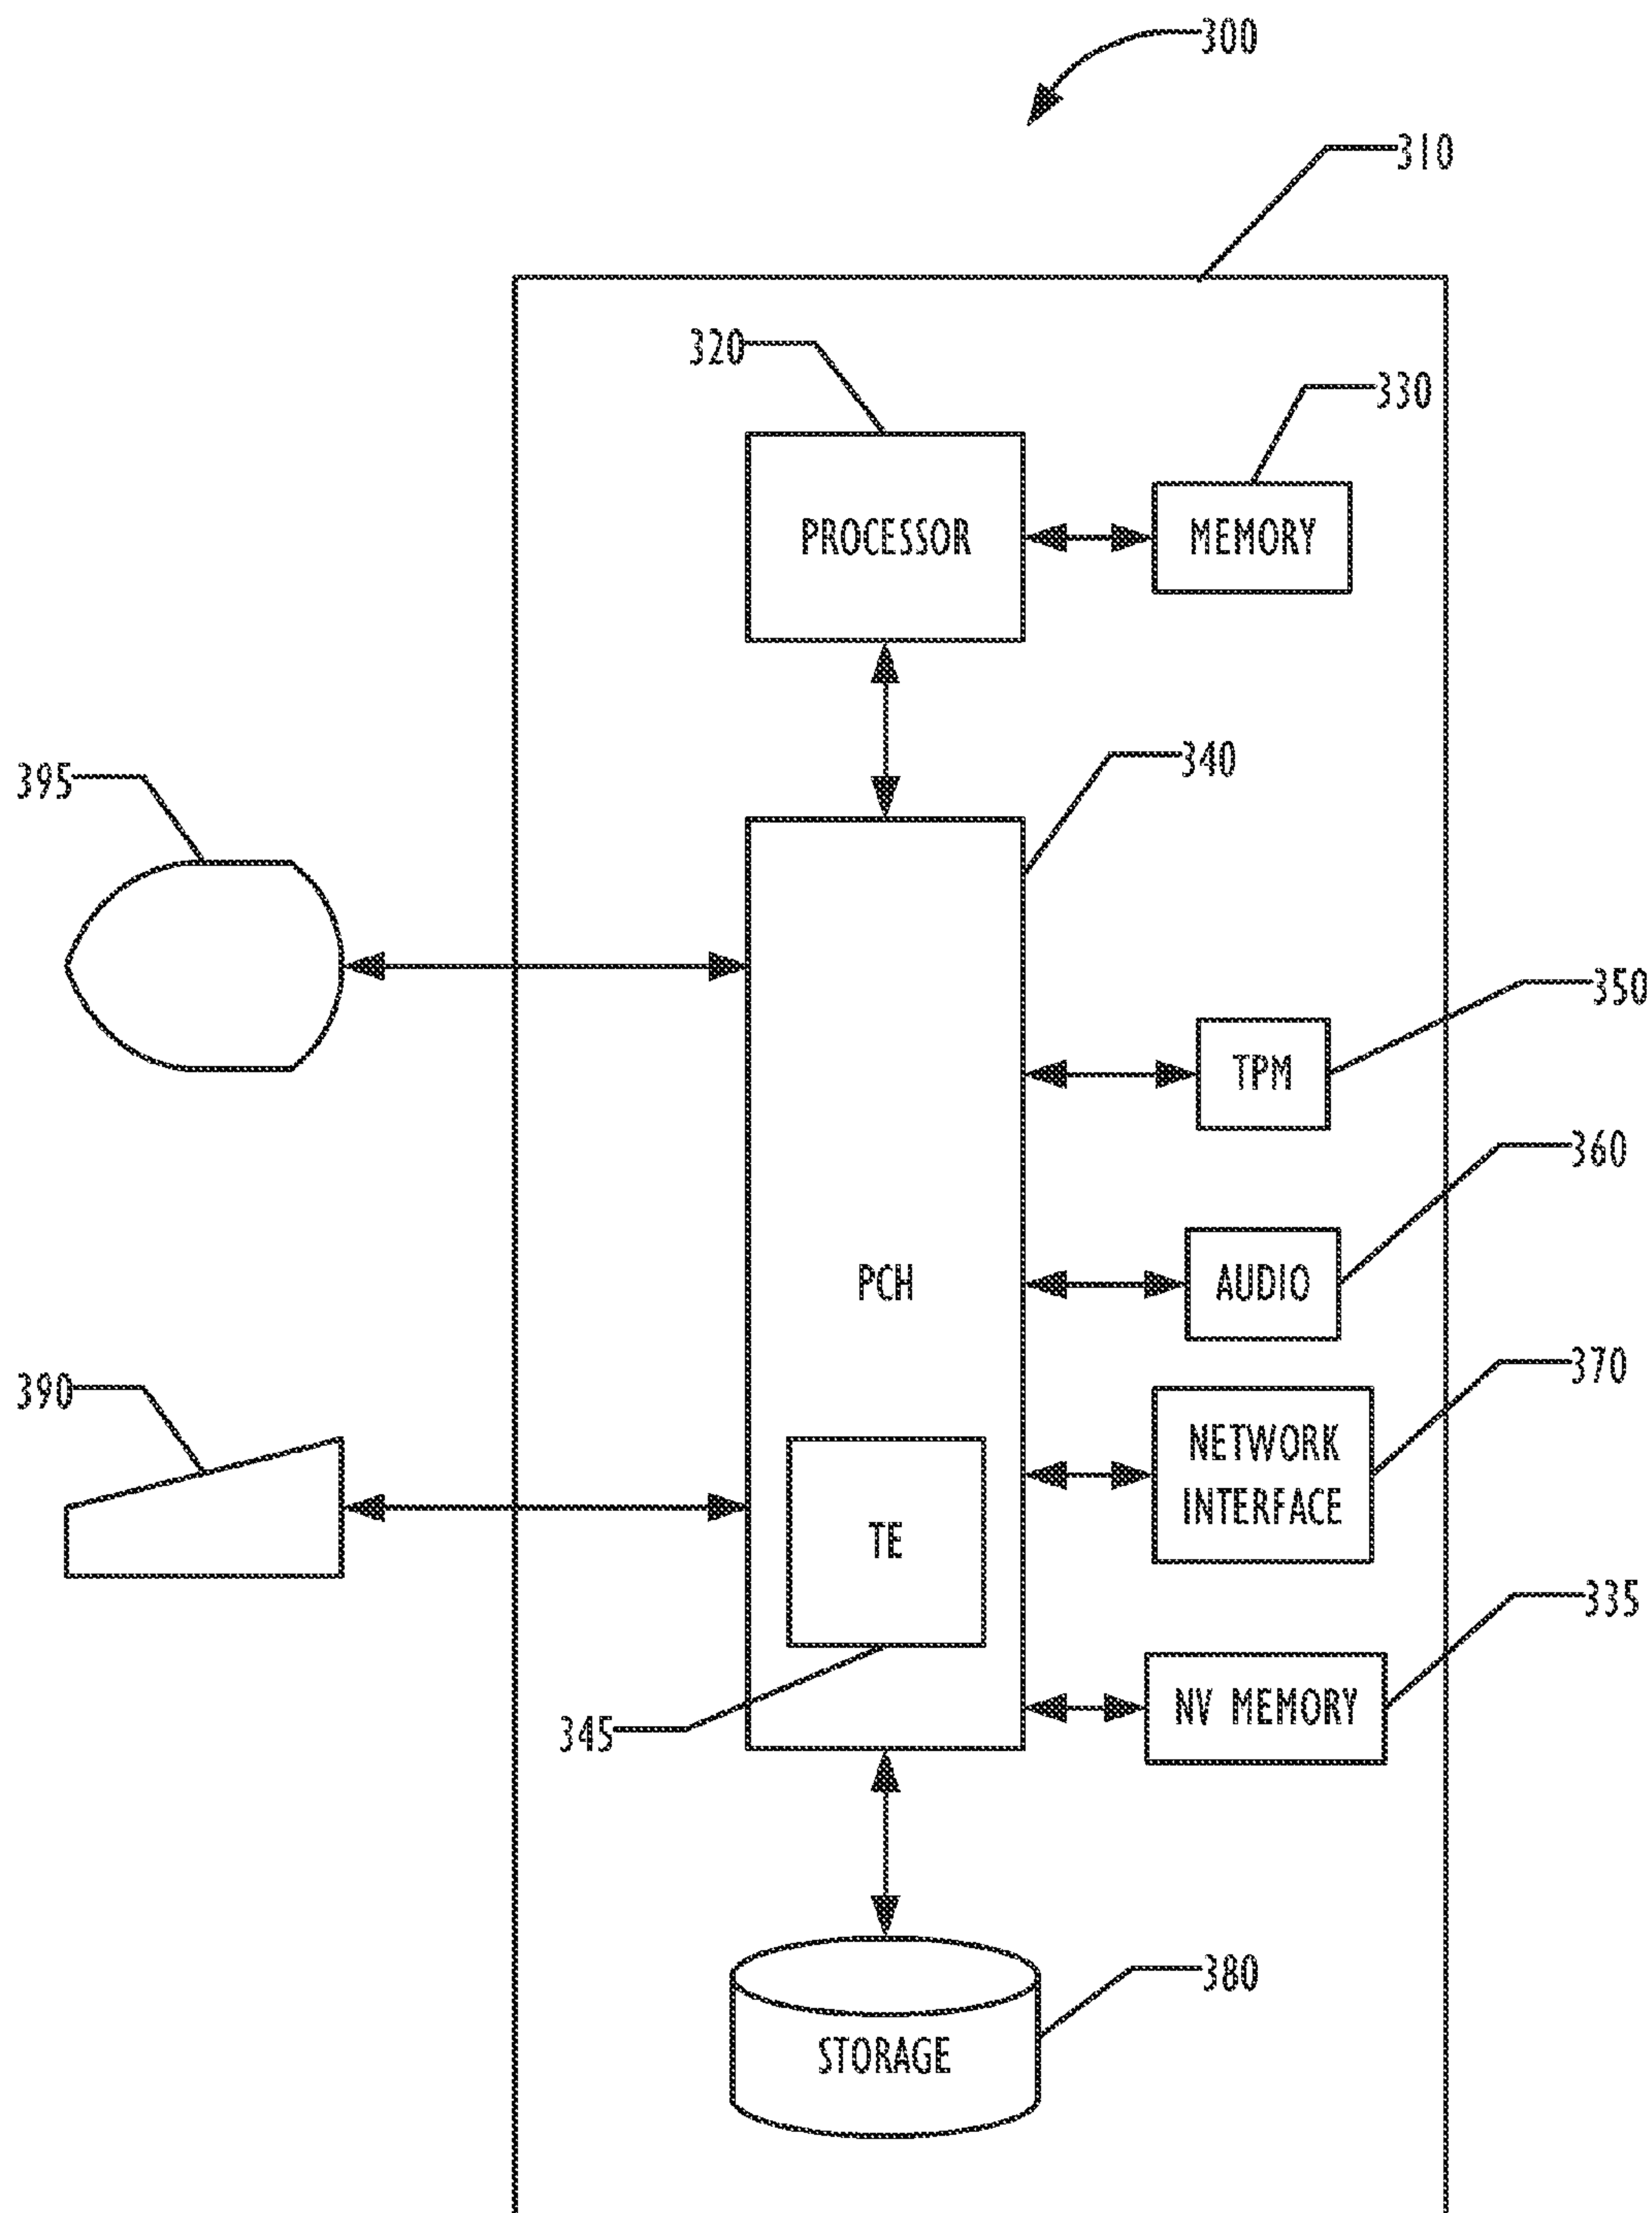 300
310
320
330
PROCESSOR
MEMORY
340
395
350
TPM
360
PCH
AUDIO
370
390
NETWORK
INTERFACE
TE
335
345
NV MEMORY
380
STORAGE